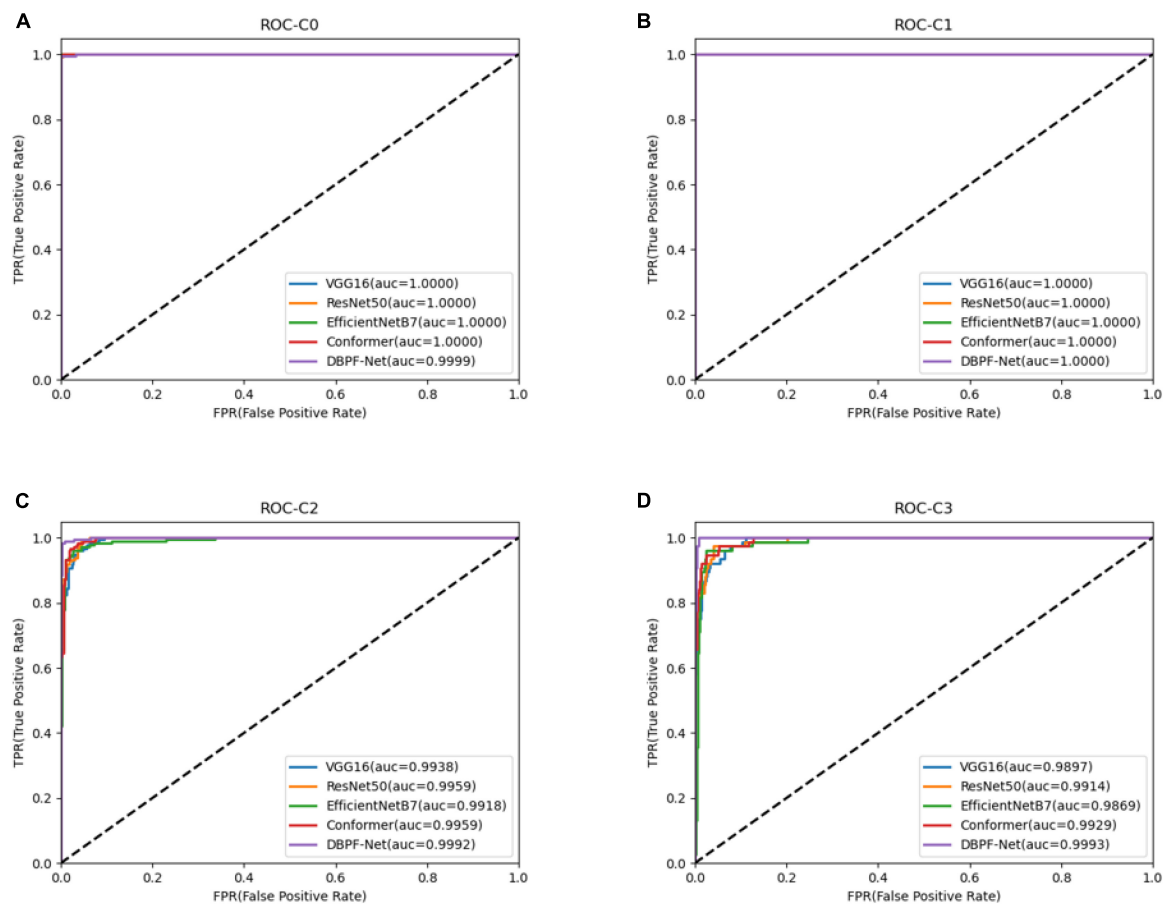 A
ROC-C0
TPR(True Positive Rate)
1.0
0.8
0.6
0.4
0.2
0.0
VGG16(auc=1.0000)
ResNet50(auc=1.0000)
EfficientNetB7(auc=1.0000)
Conformer(auc=1.0000)
DBPF-Net(auc=0.9999)
0.0 0.2 0.4 0.6 0.8 1.0
FPR(False Positive Rate)
B
ROC-C1
TPR(True Positive Rate)
1.0
0.8
0.6
0.4
0.2
0.0
VGG16(auc=1.0000)
ResNet50(auc=1.0000)
EfficientNetB7(auc=1.0000)
Conformer(auc=1.0000)
DBPF-Net(auc=1.0000)
0.0 0.2 0.4 0.6 0.8 1.0
FPR(False Positive Rate)
C
ROC-C2
TPR(True Positive Rate)
1.0
0.8
0.6
0.4
0.2
0.0
VGG16(auc=0.9938)
ResNet50(auc=0.9959)
EfficientNetB7(auc=0.9918)
Conformer(auc=0.9959)
DBPF-Net(auc=0.9992)
0.0 0.2 0.4 0.6 0.8 1.0
FPR(False Positive Rate)
D
ROC-C3
TPR(True Positive Rate)
1.0
0.8
0.6
0.4
0.2
0.0
VGG16(auc=0.9897)
ResNet50(auc=0.9914)
EfficientNetB7(auc=0.9869)
Conformer(auc=0.9929)
DBPF-Net(auc=0.9993)
0.0 0.2 0.4 0.6 0.8 1.0
FPR(False Positive Rate)